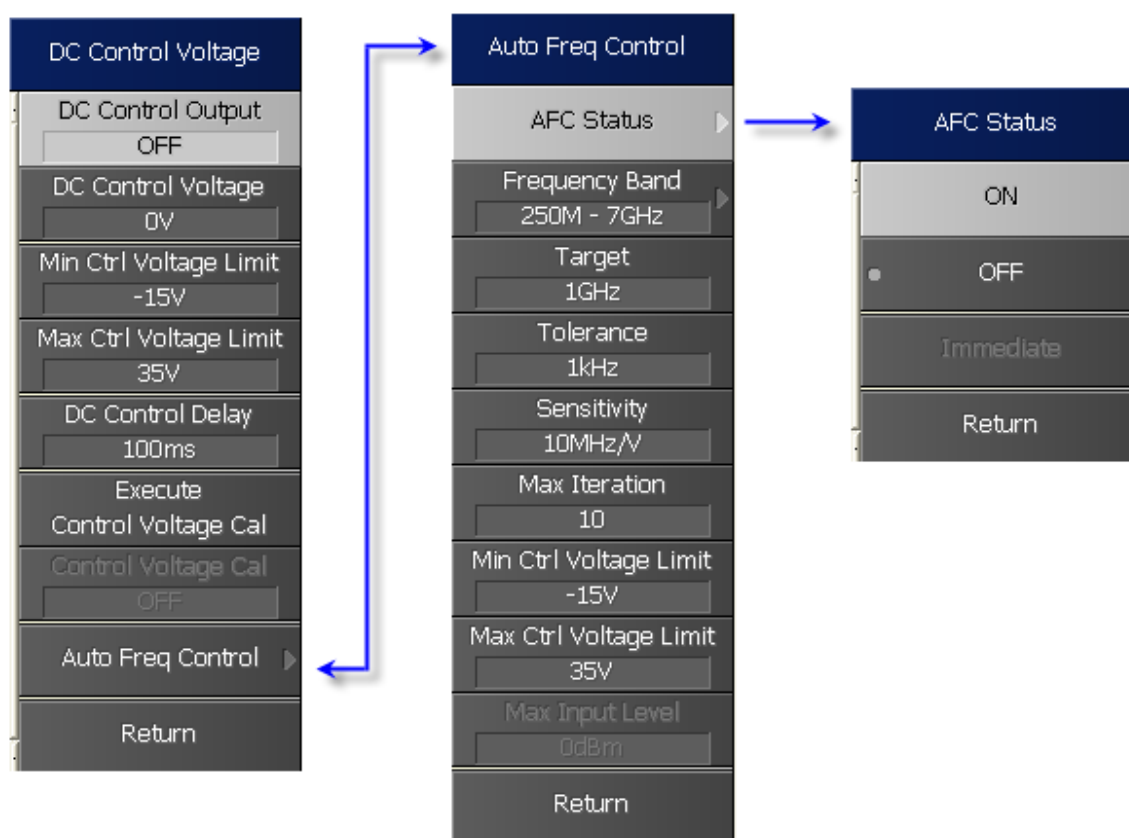 DC Control Voltage
DC Control Output
OFF
DC Control Voltage
0V
Min Ctrl Voltage Limit
-15V
Max Ctrl Voltage Limit
35V
DC Control Delay
100ms
Execute
Control Voltage Cal
Control Voltage Cal
OFF
Auto Freq Control
Return
Auto Freq Control
AFC Status
Frequency Band
250M - 7GHz
Target
1GHz
Tolerance
1kHz
Sensitivity
10MHz/V
Max Iteration
10
Min Ctrl Voltage Limit
-15V
Max Ctrl Voltage Limit
35V
Max Input Level
0dBm
Return
AFC Status
ON
OFF
Immediate
Return